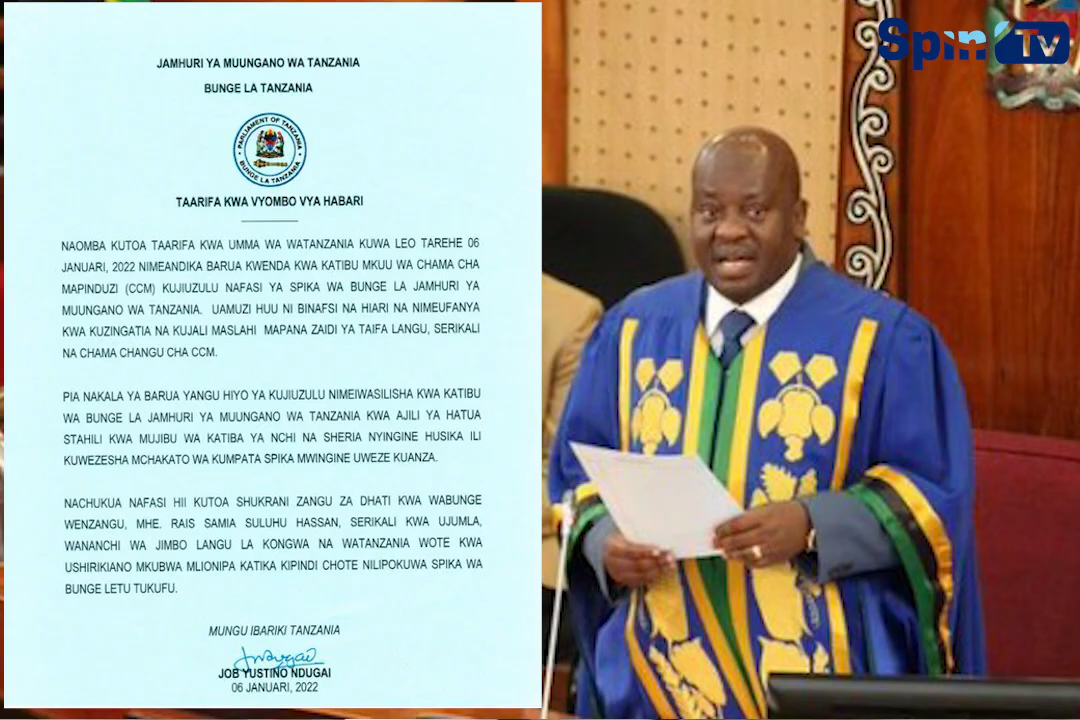 JAMHURI YA MUUNGANO WA TANZANIA
BUNGE LA TANZANIA
PARLIAMENT OF TANZANIA
BUNGE LA TANZANIA
TAARIFA KWA VYOMBO VYA HABARI
NAOMBA KUTOA TAARIFA KWA UMMA WA WATANZANIA KUWA LEO TAREHE 06
JANUARI, 2022 NIMEANDIKA BARUA KWENDA KWA KATIBU MKUU WA CHAMA CHA
MAPINDUZI (CCM) KUJIUZULU NAFASI YA SPIKA WA BUNGE LA JAMHURI YA
MUUNGANO WA TANZANIA. UAMUZI HUU NI BINAFSI NA HIARI NA NIMEUFANYA
KWA KUZINGATIA NA KUJALI MASLAHI MAPANA ZAIDI YA TAIFA LANGU, SERIKALI
NA CHAMA CHANGU CHA CCM.
PIA NAKALA YA BARUA YANGU HIYO YA KUJIUZULU NIMEIWASILISHA KWA KATIBU
WA BUNGE LA JAMHURI YA MUUNGANO WA TANZANIA KWA AJILI YA HATUA
STAHILI KWA MUJIBU WA KATIBA YA NCHI NA SHERIA NYINGINE HUSIKA ILI
KUWEZESHA MCHAKATO WA KUMPATA SPIKA MWINGINE UWEZE KUANZA.
NACHUKUA NAFASI HII KUTOA SHUKRANI ZANGU ZA DHATI KWA WABUNGE
WENZANGU, MHE. RAIS SAMIA SULUHU HASSAN, SERIKALI KWA UJUMLA,
WANANCHI WA JIMBO LANGU LA KONGWA NA WATANZANIA WOTE KWA
USHIRIKIANO MKUBWA MLIONIPA KATIKA KIPINDI CHOTE NILIPOKUWA SPIKA WA
BUNGE LETU TUKUFU.
MUNGU IBARIKI TANZANIA
JOB YUSTINO NDUGAI
06 JANUARI, 2022
Spin Tv